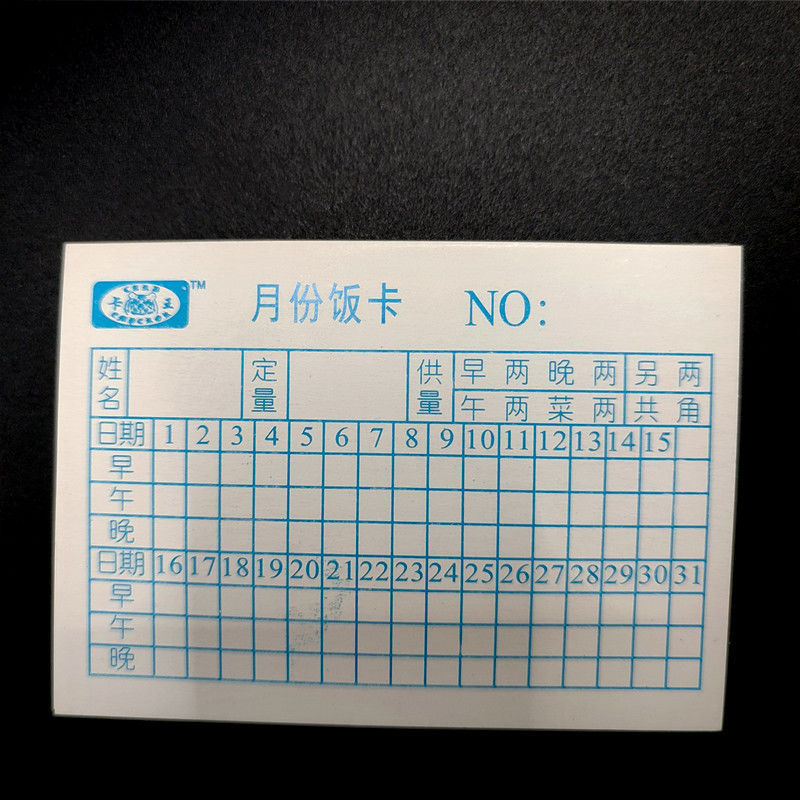 卡王 TM
月份饭卡 NO:
姓名 定量 供量 早 两 晚 两 另 两
午 两 菜 两 共 角
日期 1 2 3 4 5 6 7 8 9 10 11 12 13 14 15
早
午
晚
日期 16 17 18 19 20 21 22 23 24 25 26 27 28 29 30 31
早
午
晚